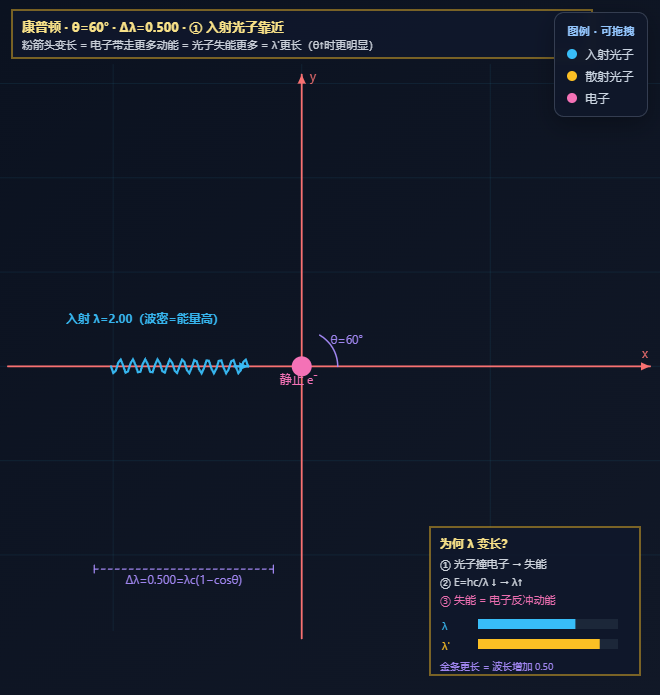 康普顿 · θ=60° · Δλ=0.500 · ① 入射光子靠近
粉箭头变长 = 电子带走更多动能 = 光子失能更多 = λ'更长（θ↑时更明显）
图例 · 可拖拽
入射光子
散射光子
电子
y
入射 λ=2.00（波密=能量高）
θ=60°
x
静止 e⁻
Δλ=0.500=λc(1−cosθ)
为何 λ 变长?
① 光子撞电子 → 失能
② E=hc/λ ↓ → λ↑
③ 失能 = 电子反冲动能
λ
λ'
金条更长 = 波长增加 0.50